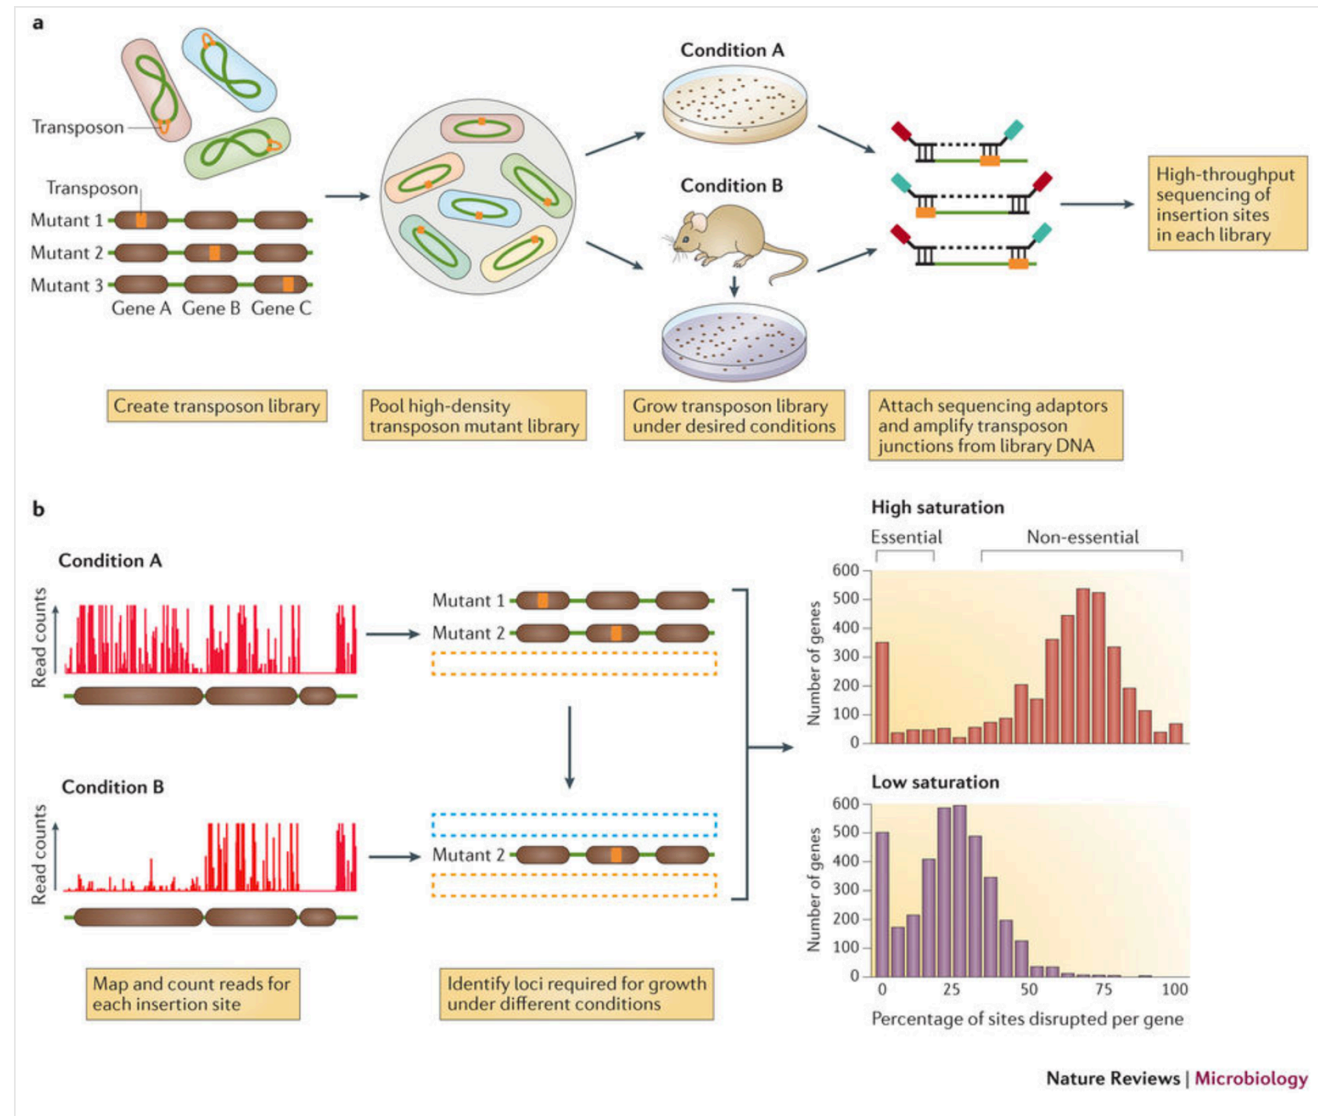 a
Transposon
Transposon
Mutant 1
Mutant 2
Mutant 3
Gene A Gene B Gene C
Condition A
Condition B
High-throughput
sequencing of
insertion sites
in each library
Create transposon library
Pool high-density
transposon mutant library
Grow transposon library
under desired conditions
Attach sequencing adaptors
and amplify transposon
junctions from library DNA
b
Condition A
Read counts
Condition B
Read counts
Map and count reads for
each insertion site
Mutant 1
Mutant 2
Mutant 2
Identify loci required for growth
under different conditions
High saturation
Essential
Non-essential
Number of genes
600
500
400
300
200
100
0
Low saturation
Number of genes
600
500
400
300
200
100
0
0 25 50 75 100
Percentage of sites disrupted per gene
Nature Reviews | Microbiology